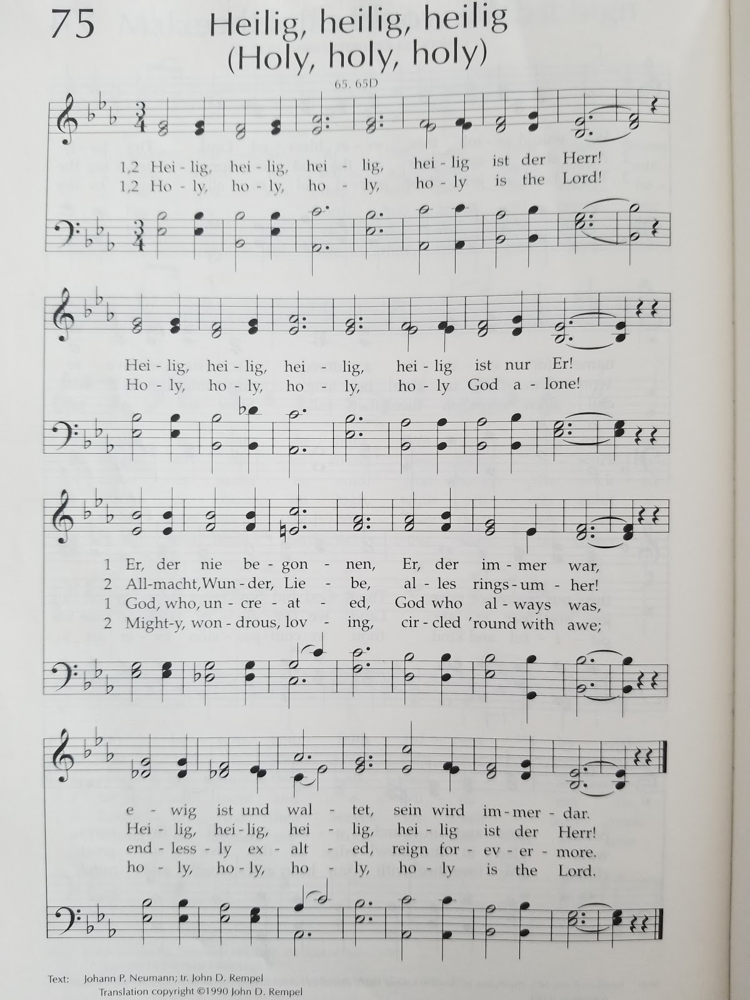 75
Heilig, heilig, heilig
(Holy, holy, holy)
65. 65D
1,2 Hei - lig, hei - lig, hei - lig, hei - lig ist der Herr!
1,2 Ho - ly, ho - ly, ho - ly, ho - ly is the Lord!
Hei - lig, hei - lig, hei - lig, hei - lig ist nur Er!
Ho - ly, ho - ly, ho - ly, ho - ly God a - lone!
1 Er, der nie be - gon - nen, Er, der im - mer war,
2 All-macht, Wun - der, Lie - be, al - les rings - um - her!
1 God, who, un - cre - at - ed, God who al - ways was,
2 Might-y, won - drous, lov - ing, cir - cled 'round with awe;
e - wig ist und wal - tet, sein wird im - mer - dar.
Hei - lig, hei - lig, hei - lig, hei - lig ist der Herr!
end - less - ly ex - alt - ed, reign for - ev - er - more.
ho - ly, ho - ly, ho - ly, ho - ly is the Lord.
Text: Johann P. Neumann; tr. John D. Rempel
Translation copyright ©1990 John D. Rempel